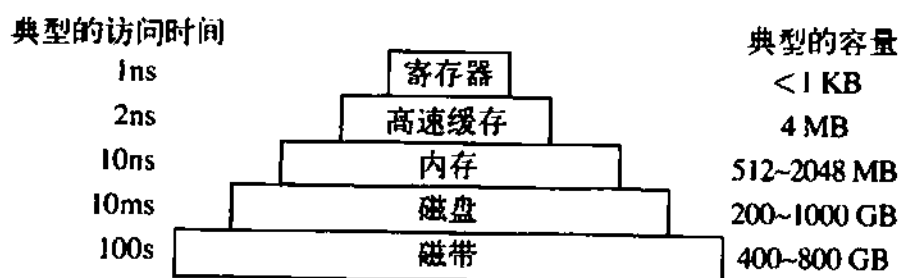 典型的访问时间 典型的容量
1ns 寄存器 <1 KB
2ns 高速缓存 4 MB
10ns 内存 512~2048 MB
10ms 磁盘 200~1000 GB
100s 磁带 400~800 GB